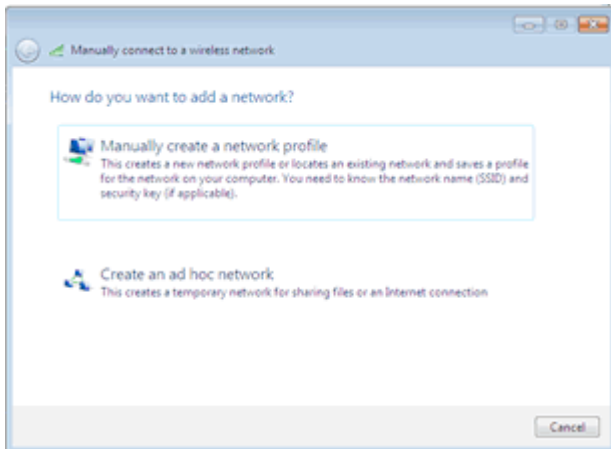 Manually connect to a wireless network
How do you want to add a network?
Manually create a network profile
This creates a new network profile or locates an existing network and saves a profile
for the network on your computer. You need to know the network name (SSID) and
security key (if applicable).
Create an ad hoc network
This creates a temporary network for sharing files or an Internet connection
Cancel